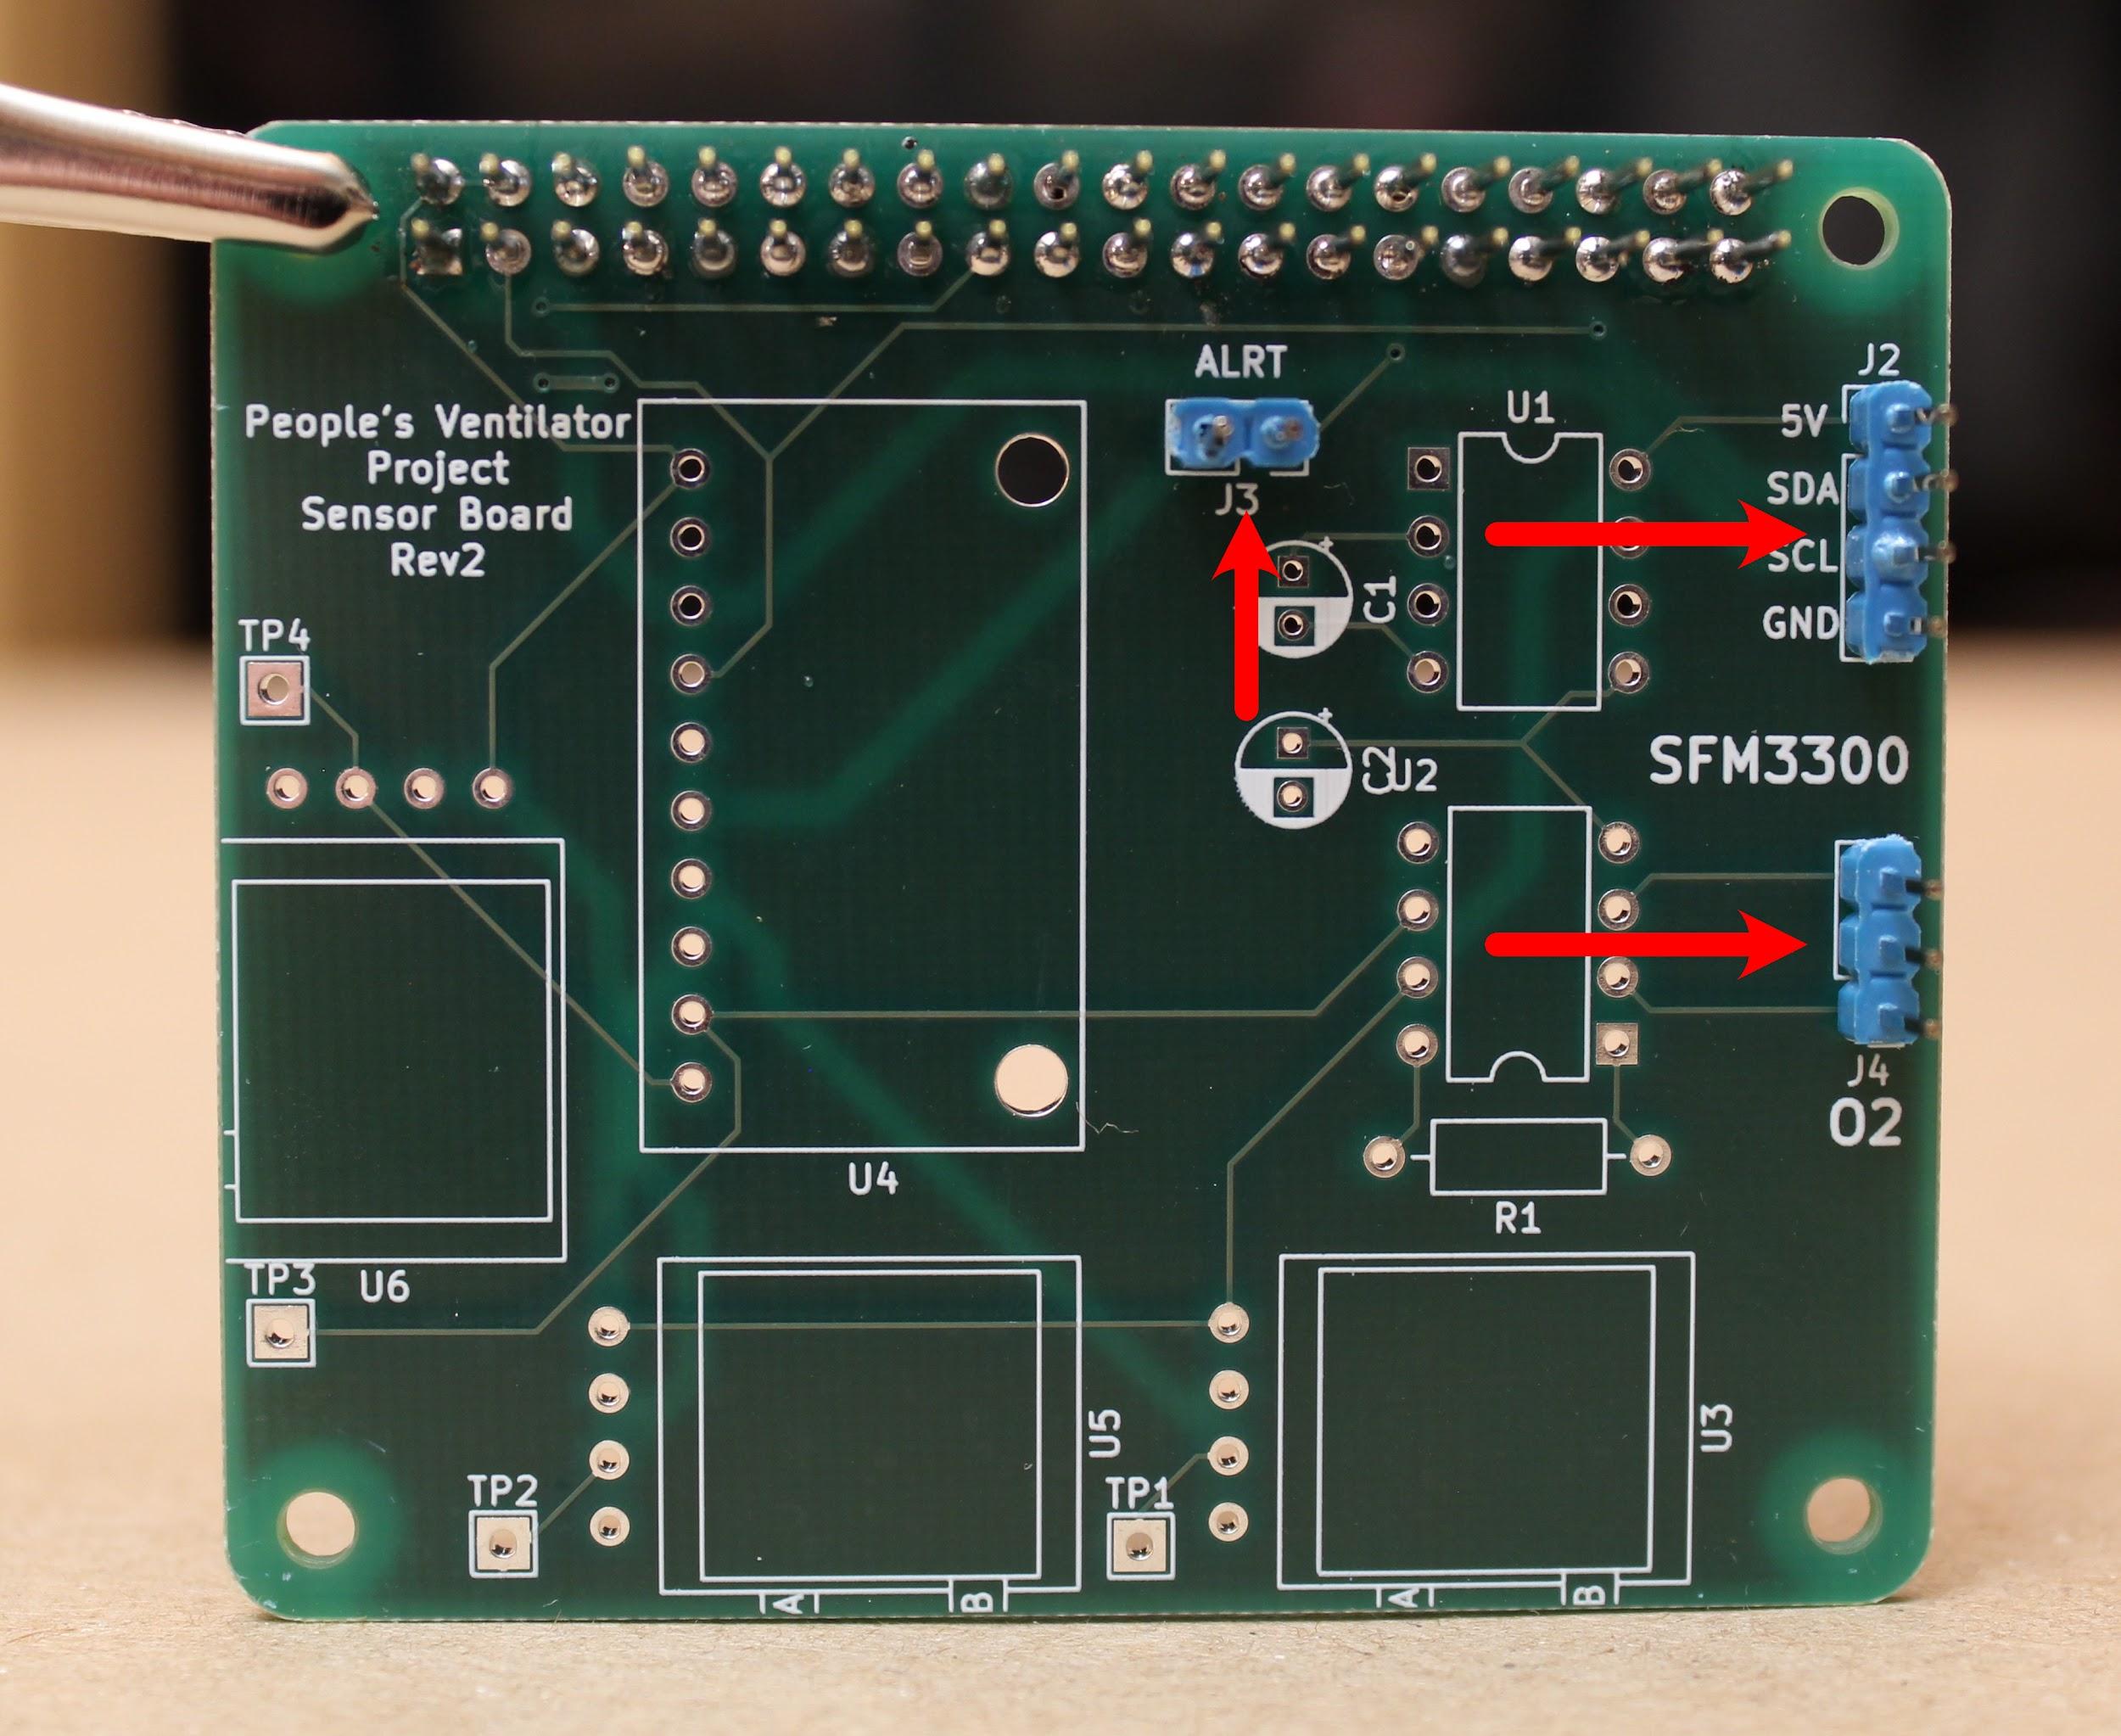 ALRT
J3
J2
5V
SDA
SCL
GND
U1
People's Ventilator
Project
Sensor Board
Rev2
C1
TP4
C2
U2
SFM3300
J4
O2
U4
R1
TP3
U6
U5
U3
TP2
TP1
A
B
A
B